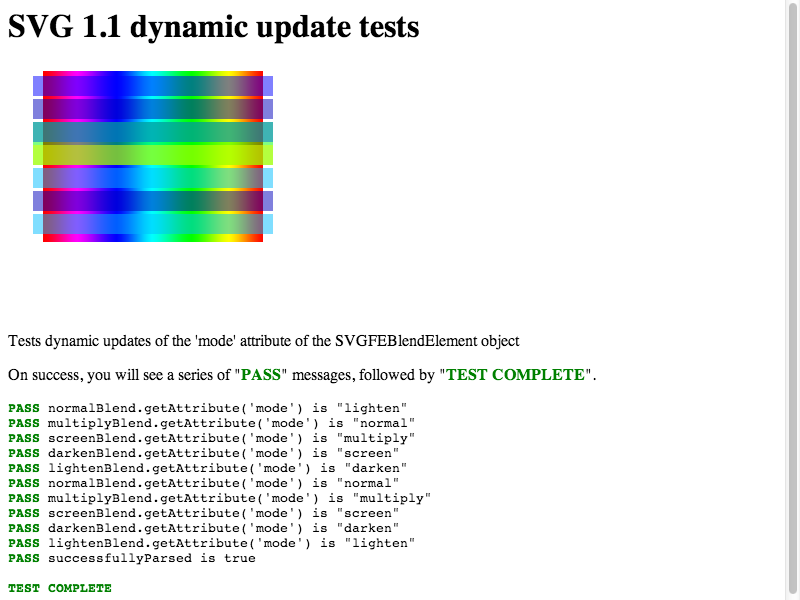 SVG 1.1 dynamic update tests
Tests dynamic updates of the 'mode' attribute of the SVGFEBlendElement object
On success, you will see a series of "PASS" messages, followed by "TEST COMPLETE".
PASS normalBlend.getAttribute('mode') is "lighten"
PASS multiplyBlend.getAttribute('mode') is "normal"
PASS screenBlend.getAttribute('mode') is "multiply"
PASS darkenBlend.getAttribute('mode') is "screen"
PASS lightenBlend.getAttribute('mode') is "darken"
PASS normalBlend.getAttribute('mode') is "normal"
PASS multiplyBlend.getAttribute('mode') is "multiply"
PASS screenBlend.getAttribute('mode') is "screen"
PASS darkenBlend.getAttribute('mode') is "darken"
PASS lightenBlend.getAttribute('mode') is "lighten"
PASS successfullyParsed is true
TEST COMPLETE